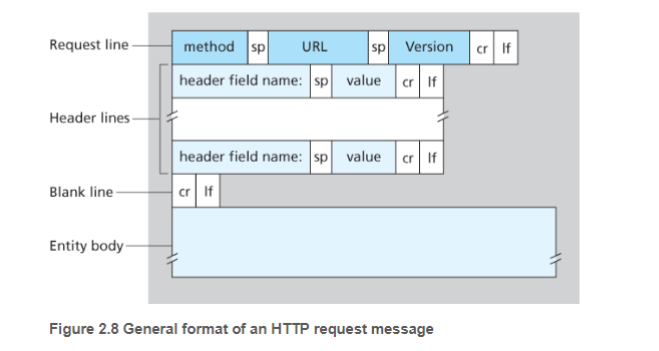 Request line method sp URL sp Version cr lf
header field name: sp value cr lf
Header lines
header field name: sp value cr lf
Blank line cr lf
Entity body
Figure 2.8 General format of an HTTP request message